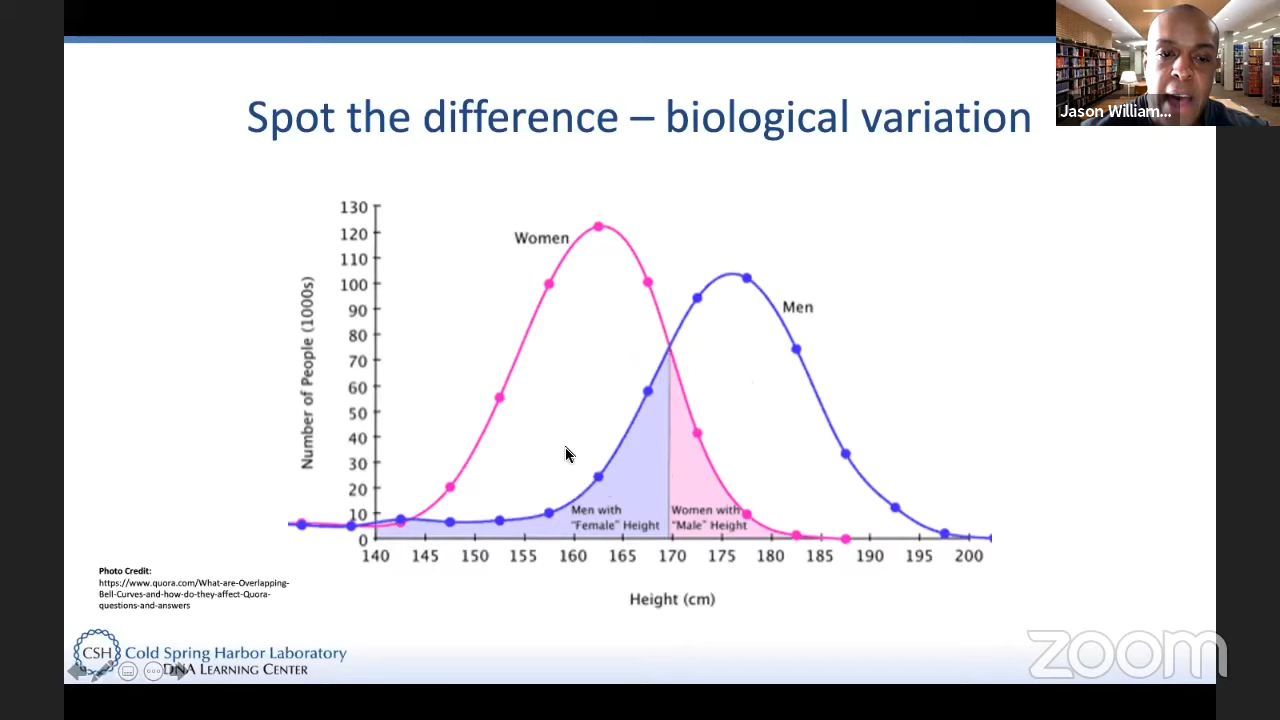 Jason William...
Spot the difference – biological variation
130
120
110
100
90
80
70
60
50
40
30
20
10
0
Number of People (1000s)
Women
Men
Men with
"Female" Height
Women with
"Male" Height
140 145 150 155 160 165 170 175 180 185 190 195 200
Height (cm)
Photo Credit:
https://www.quora.com/What-are-Overlapping-
Bell-Curves-and-how-do-they-affect-Quora-
questions-and-answers
CSH Cold Spring Harbor Laboratory
DNA LEARNING CENTER
zoom